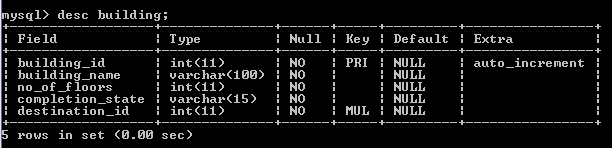 mysql> desc building;
+------------------+--------------+------+-----+---------+----------------+
| Field            | Type         | Null | Key | Default | Extra          |
+------------------+--------------+------+-----+---------+----------------+
| building_id      | int(11)      | NO   | PRI | NULL    | auto_increment |
| building_name    | varchar(100) | NO   |     | NULL    |                |
| no_of_floors     | int(11)      | NO   |     | NULL    |                |
| completion_state | varchar(15)  | NO   |     | NULL    |                |
| destination_id   | int(11)      | NO   | MUL | NULL    |                |
+------------------+--------------+------+-----+---------+----------------+
5 rows in set (0.00 sec)